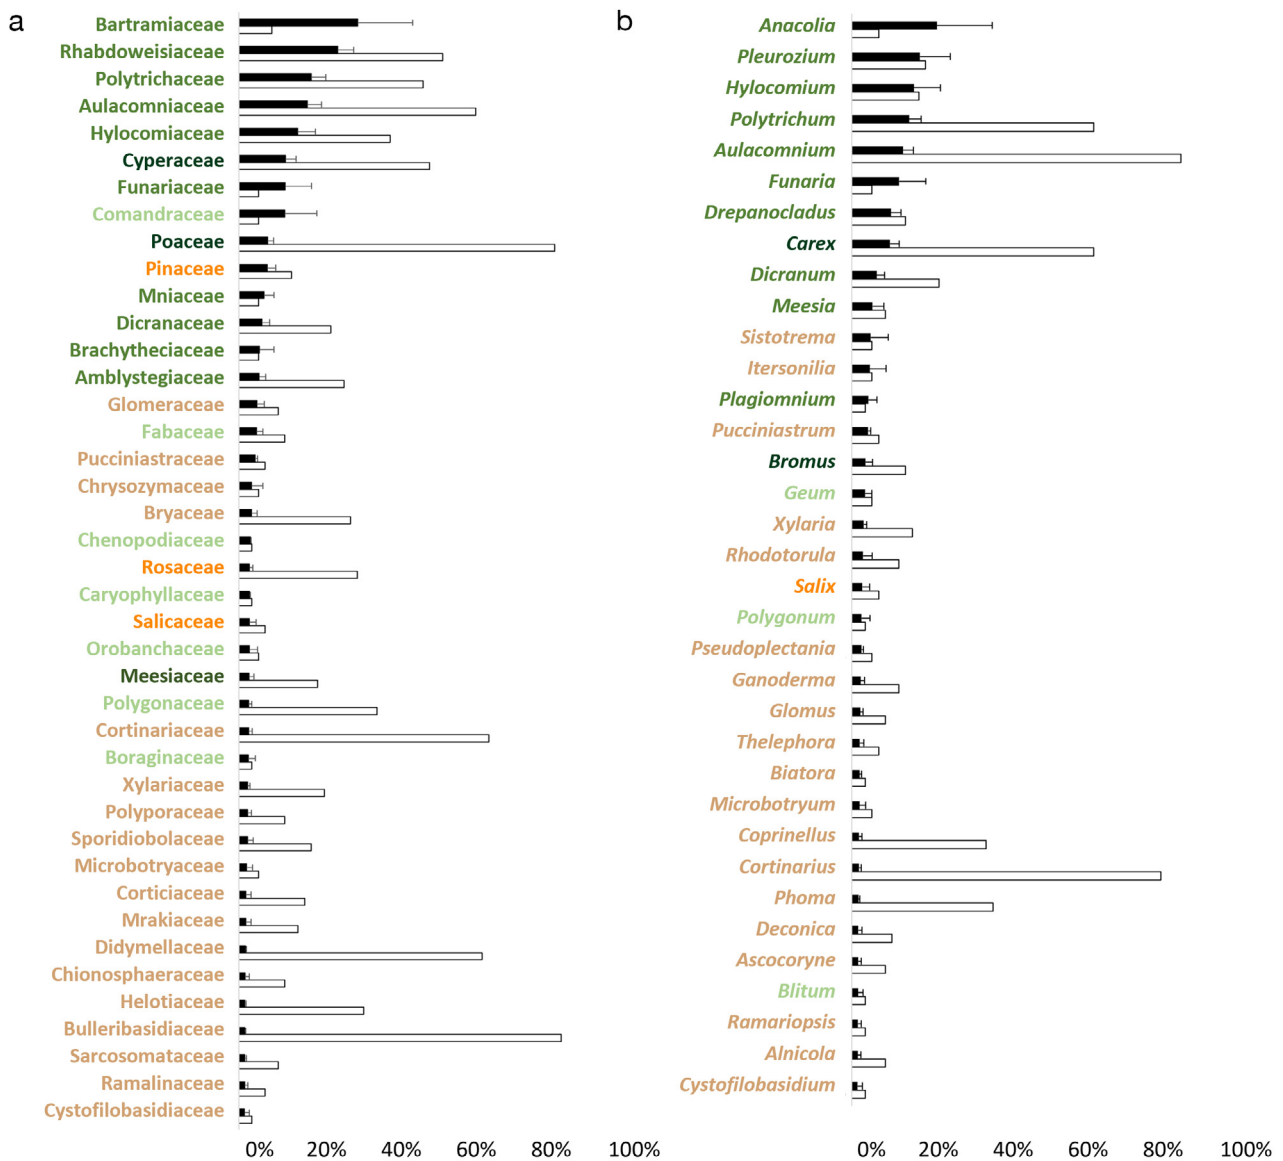 a
Bartramiaceae
Rhabdoweisiaceae
Polytrichaceae
Aulacomniaceae
Hylocomiaceae
Cyperaceae
Funariaceae
Comandraceae
Poaceae
Pinaceae
Mniaceae
Dicranaceae
Brachytheciaceae
Amblystegiaceae
Glomeraceae
Fabaceae
Pucciniastraceae
Chrysozymaceae
Bryaceae
Chenopodiaceae
Rosaceae
Caryophyllaceae
Salicaceae
Orobanchaceae
Meesiaceae
Polygonaceae
Cortinariaceae
Boraginaceae
Xylariaceae
Polyporaceae
Sporidiobolaceae
Microbotryaceae
Corticiaceae
Mrakiaceae
Didymellaceae
Chionosphaeraceae
Helotiaceae
Bulleribasidiaceae
Sarcosomataceae
Ramalinaceae
Cystofilobasidiaceae
0% 20% 40% 60% 80% 100%
b
Anacolia
Pleurozium
Hylocomium
Polytrichum
Aulacomnium
Funaria
Drepanocladus
Carex
Dicranum
Meesia
Sistotrema
Itersonilia
Plagiomnium
Pucciniastrum
Bromus
Geum
Xylaria
Rhodotorula
Salix
Polygonum
Pseudoplectania
Ganoderma
Glomus
Thelephora
Biatora
Microbotryum
Coprinellus
Cortinarius
Phoma
Deconica
Ascocoryne
Blitum
Ramariopsis
Alnicola
Cystofilobasidium
0% 20% 40% 60% 80% 100%